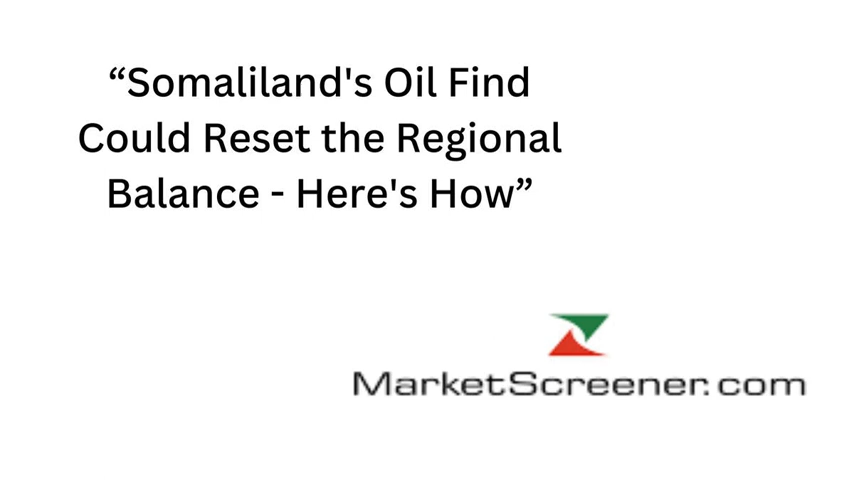 “Somaliland's Oil Find
Could Reset the Regional
Balance - Here's How”
MarketScreener.com